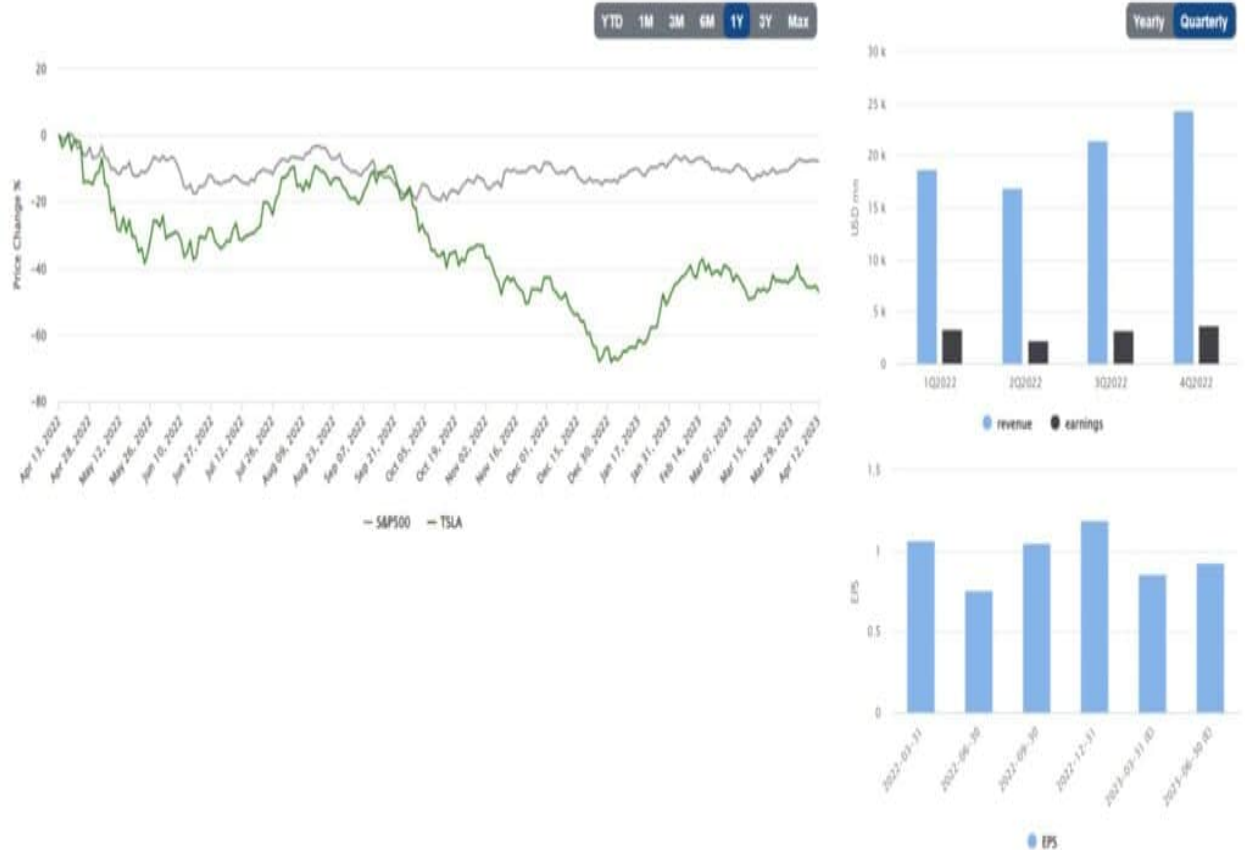 YTD 1M 3M 6M 1Y 3Y Max
20
0
-20
-40
-60
-80
Price Change %
Apr 13, 2022
Apr 28, 2022
May 12, 2022
May 26, 2022
Jun 10, 2022
Jun 27, 2022
Jul 12, 2022
Jul 26, 2022
Aug 09, 2022
Aug 23, 2022
Sep 07, 2022
Sep 21, 2022
Oct 05, 2022
Oct 19, 2022
Nov 02, 2022
Nov 16, 2022
Dec 01, 2022
Dec 15, 2022
Dec 30, 2022
Jan 17, 2023
Jan 31, 2023
Feb 14, 2023
Mar 01, 2023
Mar 15, 2023
Mar 29, 2023
Apr 12, 2023
S&P500 TSLA
Yearly Quarterly
30 k
25 k
20 k
15 k
10 k
5 k
0
USD mn
1Q2022 2Q2022 3Q2022 4Q2022
revenue earnings
1.5
1
0.5
0
EPS
2022-03-31
2022-06-30
2022-09-30
2022-12-31
2023-03-31 (E)
2023-06-30 (E)
EPS